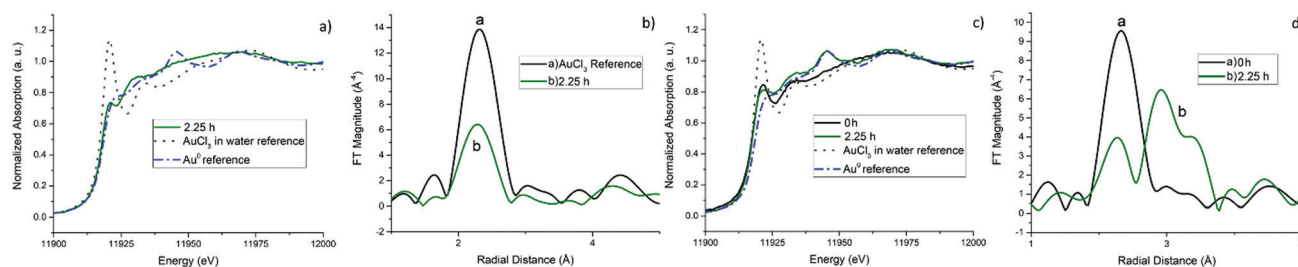 a)
Normalized Absorption (a. u.)
1.2
1.0
0.8
0.6
0.4
0.2
0.0
2.25 h
AuCl3 in water reference
Au0 reference
11900 11925 11950 11975 12000
Energy (eV)
b)
FT Magnitude (Å-4)
14
12
10
8
6
4
2
0
-2
a
b
a)AuCl3 Reference
b)2.25 h
2 4
Radial Distance (Å)
c)
Normalized Absorption (a. u.)
1.2
1.0
0.8
0.6
0.4
0.2
0.0
0h
2.25 h
AuCl3 in water reference
Au0 reference
11900 11925 11950 11975 12000
Energy (eV)
d
FT Magnitude (Å-4)
10
9
8
7
6
5
4
3
2
1
0
-1
a
b
a)0h
b)2.25 h
1 3
Radial Distance (Å)